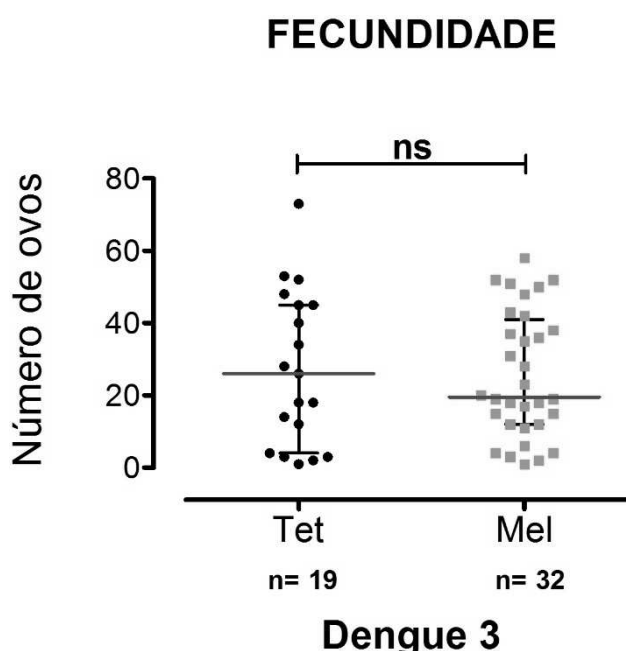 FECUNDIDADE
ns
Número de ovos
80
60
40
20
0
Tet Mel
n= 19 n= 32
Dengue 3